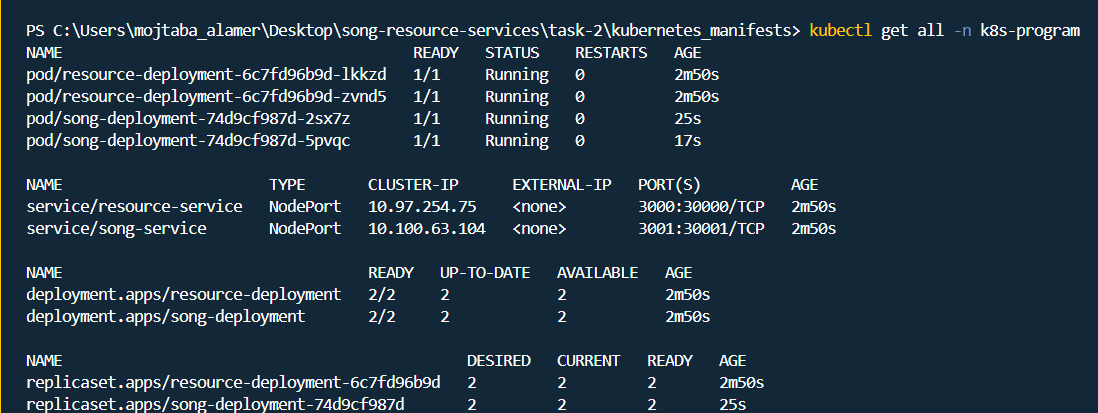 PS C:\Users\mojtaba_alamer\Desktop\song-resource-services\task-2\kubernetes_manifests> kubectl get all -n k8s-program
NAME READY STATUS RESTARTS AGE
pod/resource-deployment-6c7fd96b9d-lkkzd 1/1 Running 0 2m50s
pod/resource-deployment-6c7fd96b9d-zvnd5 1/1 Running 0 2m50s
pod/song-deployment-74d9cf987d-2sx7z 1/1 Running 0 25s
pod/song-deployment-74d9cf987d-5pvqc 1/1 Running 0 17s
NAME TYPE CLUSTER-IP EXTERNAL-IP PORT(S) AGE
service/resource-service NodePort 10.97.254.75 <none> 3000:30000/TCP 2m50s
service/song-service NodePort 10.100.63.104 <none> 3001:30001/TCP 2m50s
NAME READY UP-TO-DATE AVAILABLE AGE
deployment.apps/resource-deployment 2/2 2 2 2m50s
deployment.apps/song-deployment 2/2 2 2 2m50s
NAME DESIRED CURRENT READY AGE
replicaset.apps/resource-deployment-6c7fd96b9d 2 2 2 2m50s
replicaset.apps/song-deployment-74d9cf987d 2 2 2 25s